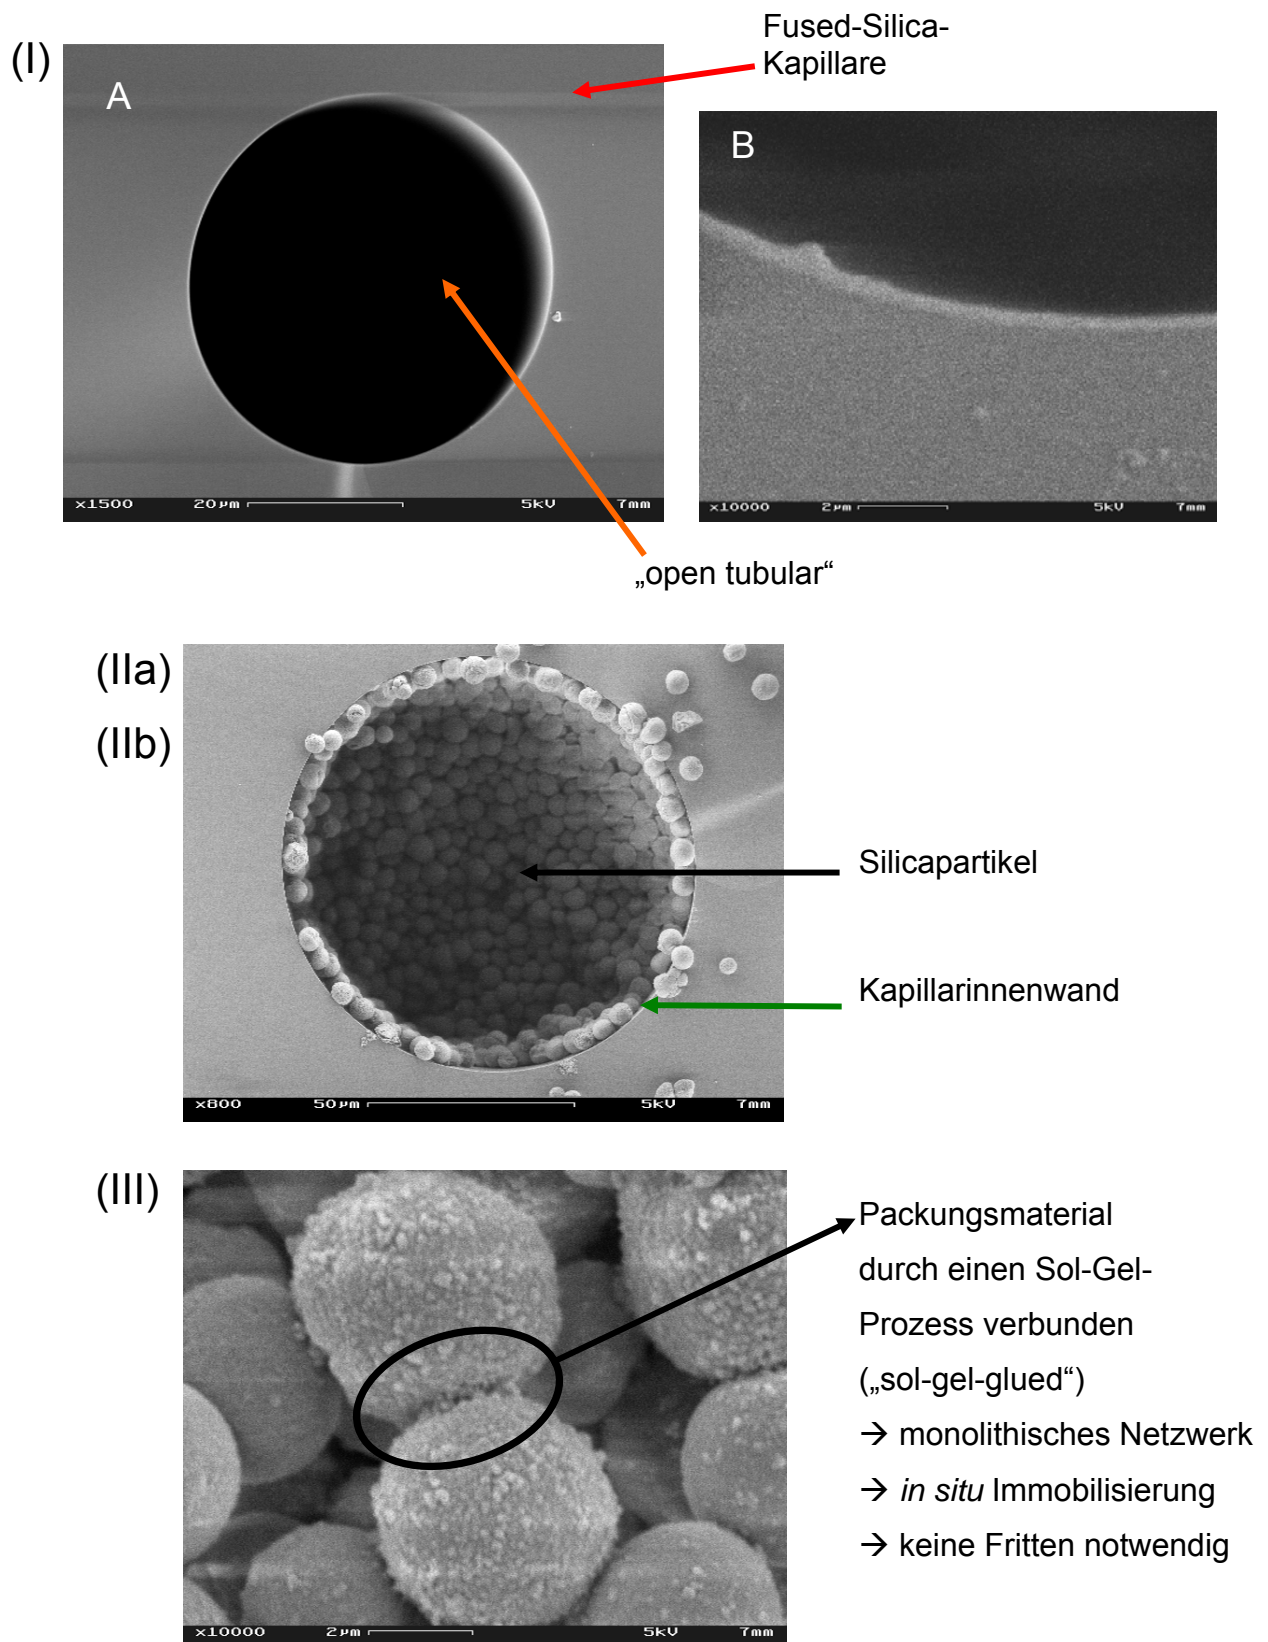 (I)
Fused-Silica-
Kapillare
A
B
x1500 20µm 5kV 7mm
x10000 2µm 5kV 7mm
„open tubular“
(IIa)
(IIb)
Silicapartikel
Kapillarinnenwand
x800 50µm 5kV 7mm
(III)
Packungsmaterial
durch einen Sol-Gel-
Prozess verbunden
(„sol-gel-glued“)
→ monolithisches Netzwerk
→ in situ Immobilisierung
→ keine Fritten notwendig
x10000 2µm 5kV 7mm